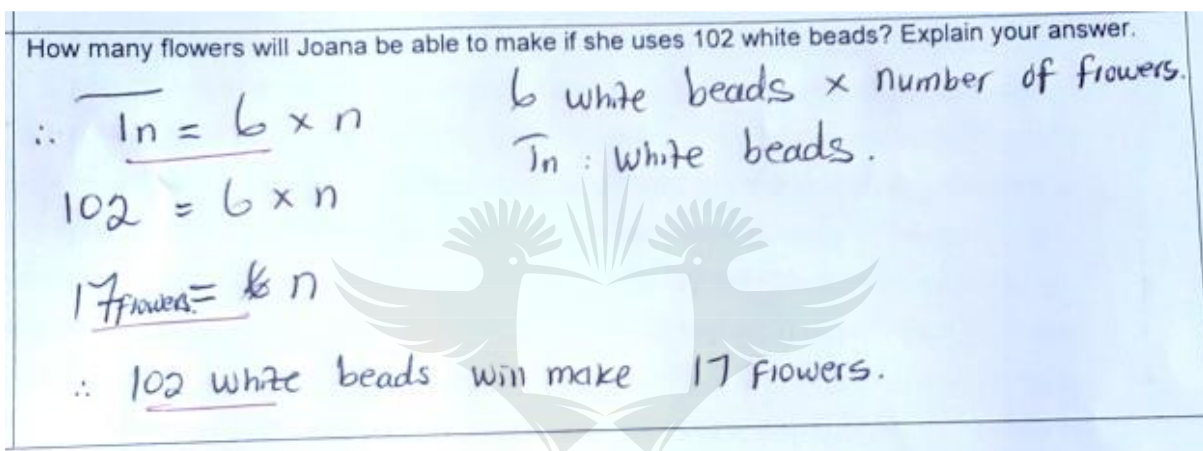 How many flowers will Joana be able to make if she uses 102 white beads? Explain your answer.
6 white beads x number of flowers.
∴ Tn = 6 x n
Tn : White beads.
102 = 6 x n
17 flowers = n
∴ 102 white beads will make 17 flowers.